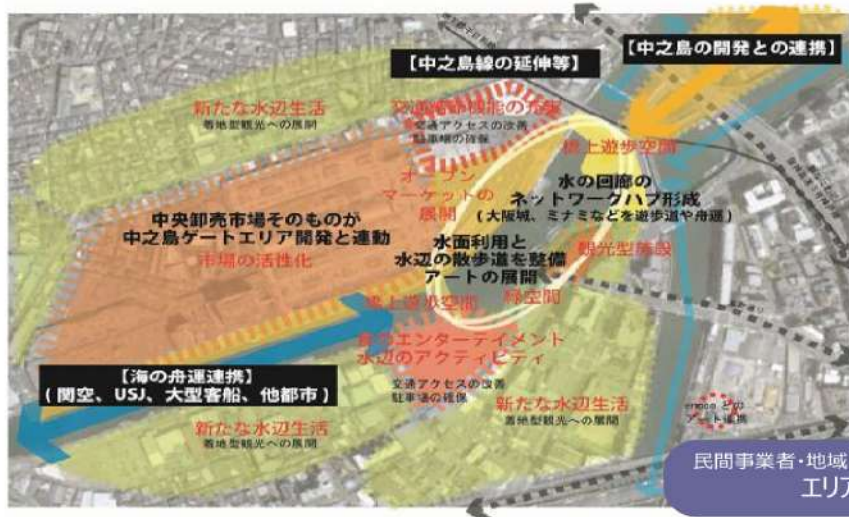 【中之島の開発との連携】
【中之島線の延伸等】
新たな水辺生活
着地型観光への展開
交通アクセスの改善
駐車場の確保
橋上遊歩空間
オープン
マーケットの
展開
水の回廊の
ネットワークハブ形成
(大阪城、ミナミなどを遊歩道や舟運)
中央卸売市場そのものが
中之島ゲートエリア開発と連動
市場の活性化
水面利用と
水辺の散歩道を整備
アートの展開
観光型施設
橋上遊歩空間
緑空間
食のエンターテイメント
水辺のアクティビティ
【海の舟運連携】
(関空、USJ、大型客船、他都市)
交通アクセスの改善
駐車場の確保
新たな水辺生活
着地型観光への展開
新たな水辺生活
着地型観光への展開
アート連携
民間事業者・地域
エリア